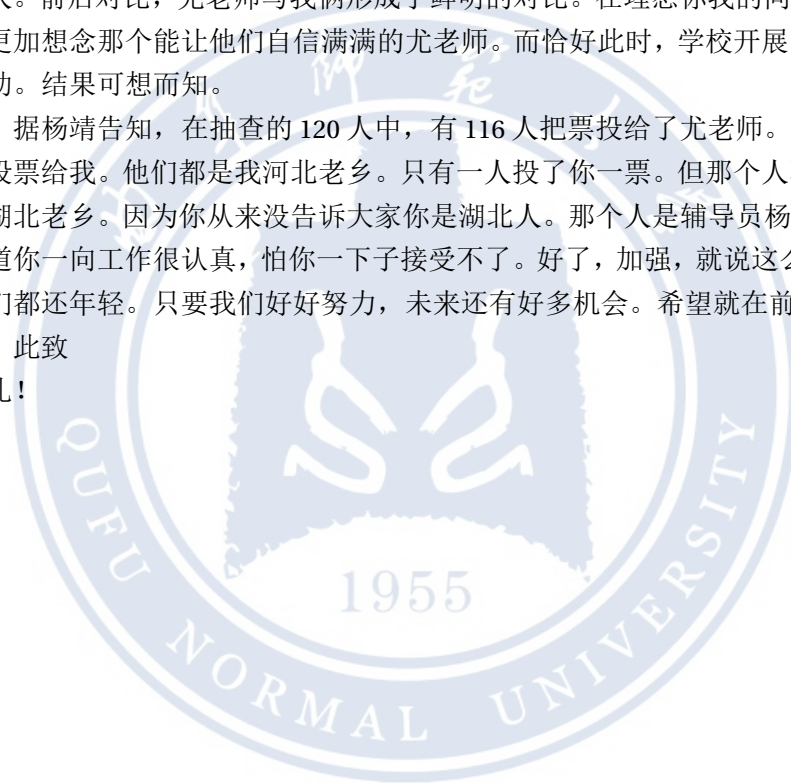 人。前后对比，尤老师与我俩形成了鲜明的对比。在埋怨你我的同
更加想念那个能让他们自信满满的尤老师。而恰好此时，学校开展
动。结果可想而知。
据杨靖告知，在抽查的 120 人中，有 116 人把票投给了尤老师。
投票给我。他们都是我河北老乡。只有一人投了你一票。但那个人
湖北老乡。因为你从来没告诉大家你是湖北人。那个人是辅导员杨
道你一向工作很认真，怕你一下子接受不了。好了，加强，就说这么
们都还年轻。只要我们好好努力，未来还有好多机会。希望就在前
此致
礼！
1955
QUFU NORMAL UNIVERSITY